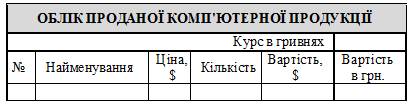 ОБЛІК ПРОДАНОЇ КОМП'ЮТЕРНОЇ ПРОДУКЦІЇ
Курс в гривнях
№ Найменування Ціна, $ Кількість Вартість, $ Вартість в грн.